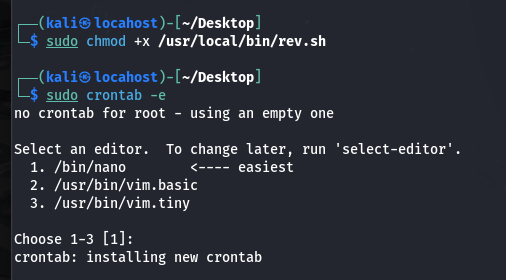 ┌──(kali㉿locahost)-[~/Desktop]
└─$ sudo chmod +x /usr/local/bin/rev.sh
┌──(kali㉿locahost)-[~/Desktop]
└─$ sudo crontab -e
no crontab for root - using an empty one
Select an editor.  To change later, run 'select-editor'.
  1. /bin/nano        <---- easiest
  2. /usr/bin/vim.basic
  3. /usr/bin/vim.tiny
Choose 1-3 [1]:
crontab: installing new crontab